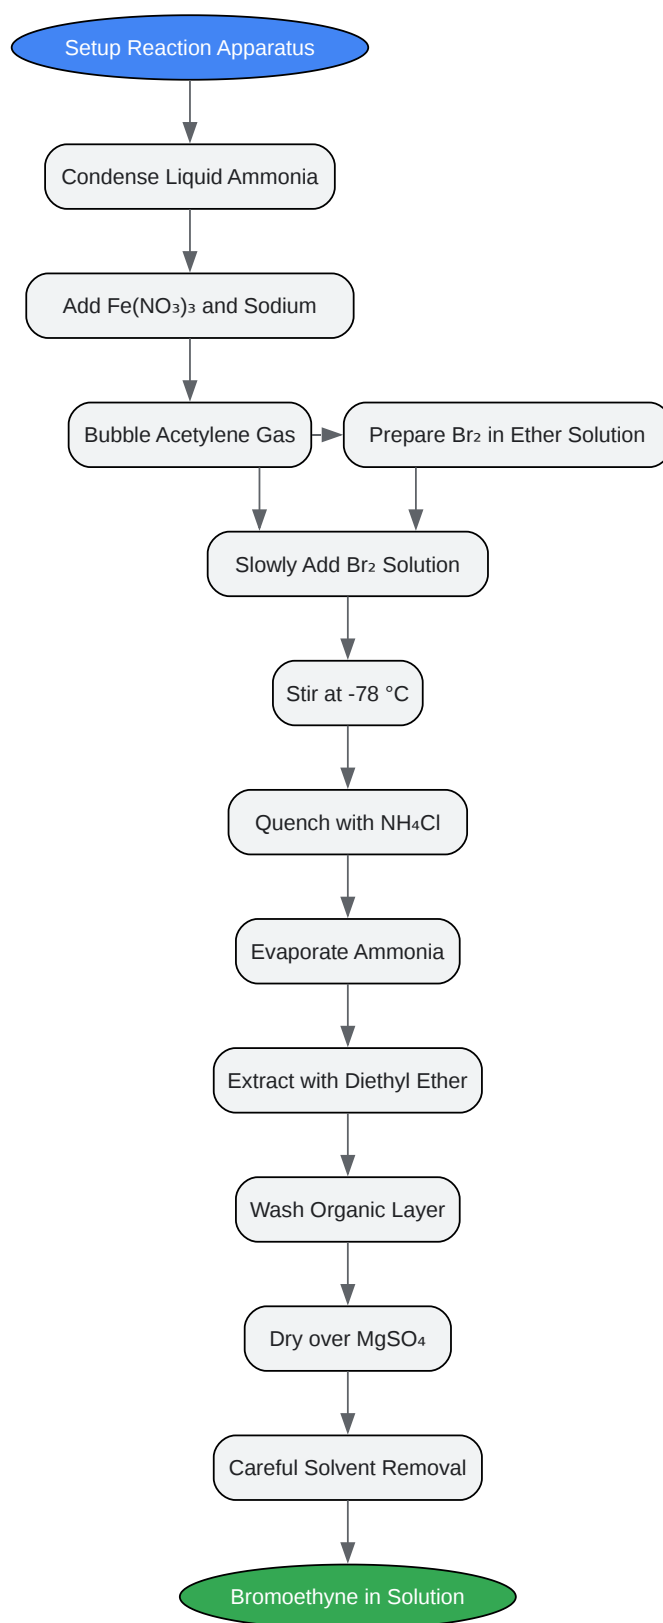 Setup Reaction Apparatus
Condense Liquid Ammonia
Add Fe(NO₃)₃ and Sodium
Bubble Acetylene Gas
Prepare Br₂ in Ether Solution
Slowly Add Br₂ Solution
Stir at -78 °C
Quench with NH₄Cl
Evaporate Ammonia
Extract with Diethyl Ether
Wash Organic Layer
Dry over MgSO₄
Careful Solvent Removal
Bromoethyne in Solution